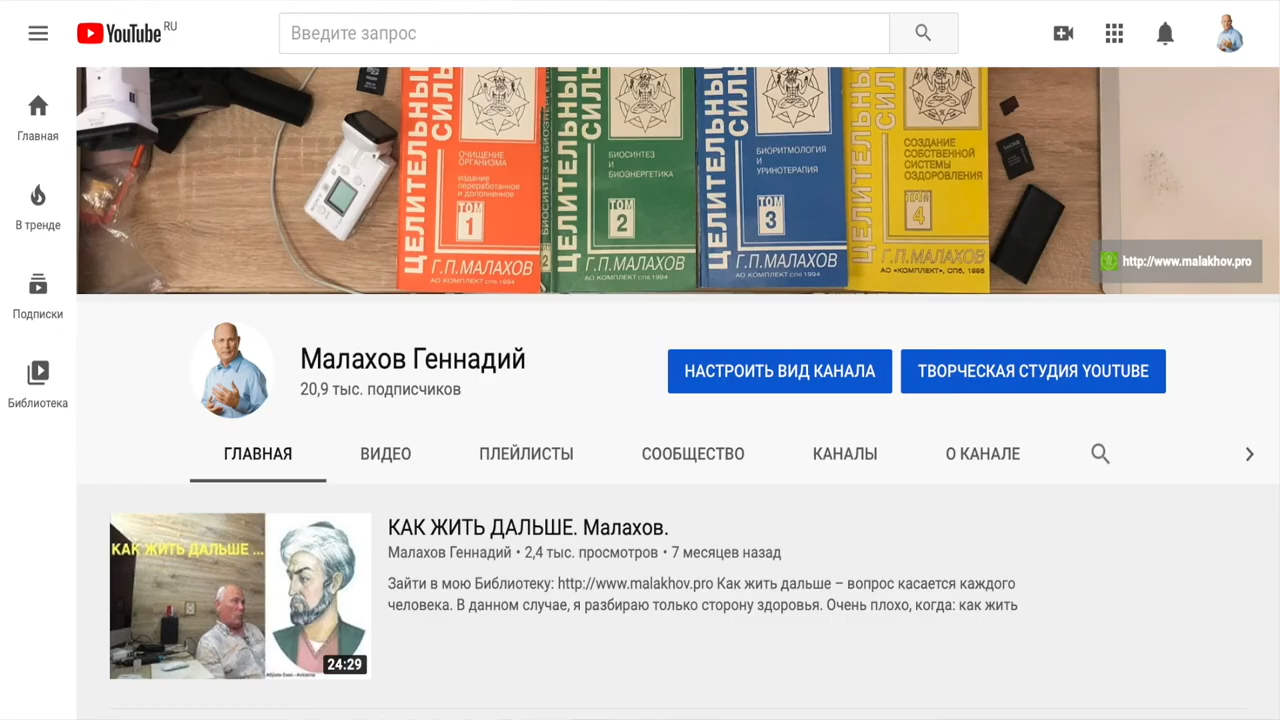 YouTube RU
Введите запрос
Главная
В тренде
Подписки
Библиотека
ЦЕЛИТЕЛЬНЫЕ
СИЛЫ
ОЧИЩЕНИЕ
ОРГАНИЗМА
издание
переработанное
и дополненное
ТОМ
1
Г.П.МАЛАХОВ
АО КОМПЛЕКТ СПб 1994
БИОСИНТЕЗ И БИОЭНЕРГЕТИКА
2
ЦЕЛИТЕЛЬНЫЕ
СИЛЫ
БИОСИНТЕЗ
И
БИОЭНЕРГЕТИКА
ТОМ
2
Г.П.МАЛАХОВ
АО КОМПЛЕКТ СПб 1994
ЦЕЛИТЕЛЬНЫЕ
СИЛЫ
БИОРИТМОЛОГИЯ
И
УРИНОТЕРАПИЯ
ТОМ
3
Г.П.МАЛАХОВ
АО КОМПЛЕКТ СПб 1994
ЦЕЛИТЕЛЬНЫЕ
СИЛЫ
СОЗДАНИЕ
СОБСТВЕННОЙ
СИСТЕМЫ
ОЗДОРОВЛЕНИЯ
ТОМ
4
Г.П.МАЛАХОВ
АО «КОМПЛЕКТ», СПб, 1995
http://www.malakhov.pro
Малахов Геннадий
20,9 тыс. подписчиков
НАСТРОИТЬ ВИД КАНАЛА
ТВОРЧЕСКАЯ СТУДИЯ YOUTUBE
ГЛАВНАЯ
ВИДЕО
ПЛЕЙЛИСТЫ
СООБЩЕСТВО
КАНАЛЫ
О КАНАЛЕ
КАК ЖИТЬ ДАЛЬШЕ ...
24:29
КАК ЖИТЬ ДАЛЬШЕ. Малахов.
Малахов Геннадий • 2,4 тыс. просмотров • 7 месяцев назад
Зайти в мою Библиотеку: http://www.malakhov.pro Как жить дальше – вопрос касается каждого
человека. В данном случае, я разбираю только сторону здоровья. Очень плохо, когда: как жить